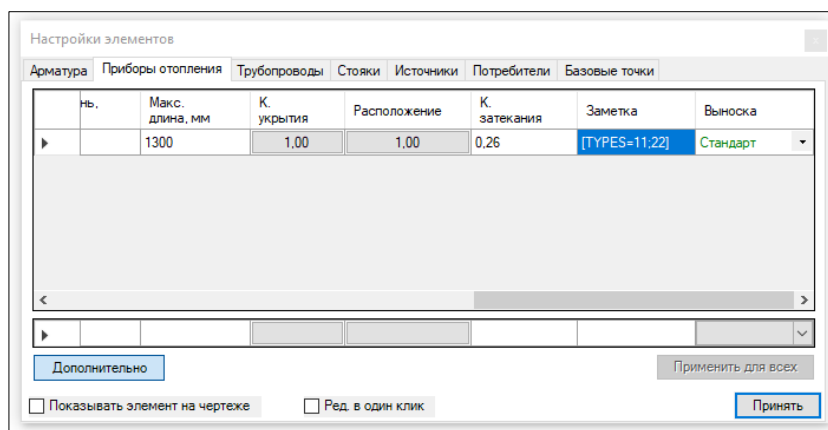 Настройки элементов
Арматура Приборы отопления Трубопроводы Стояки Источники Потребители Базовые точки
нь, Макс. длина, мм К. укрытия Расположение К. затекания Заметка Выноска
1300 1,00 1,00 0,26 [TYPES=11;22] Стандарт
Дополнительно Применить для всех
Показывать элемент на чертеже Ред. в один клик Принять